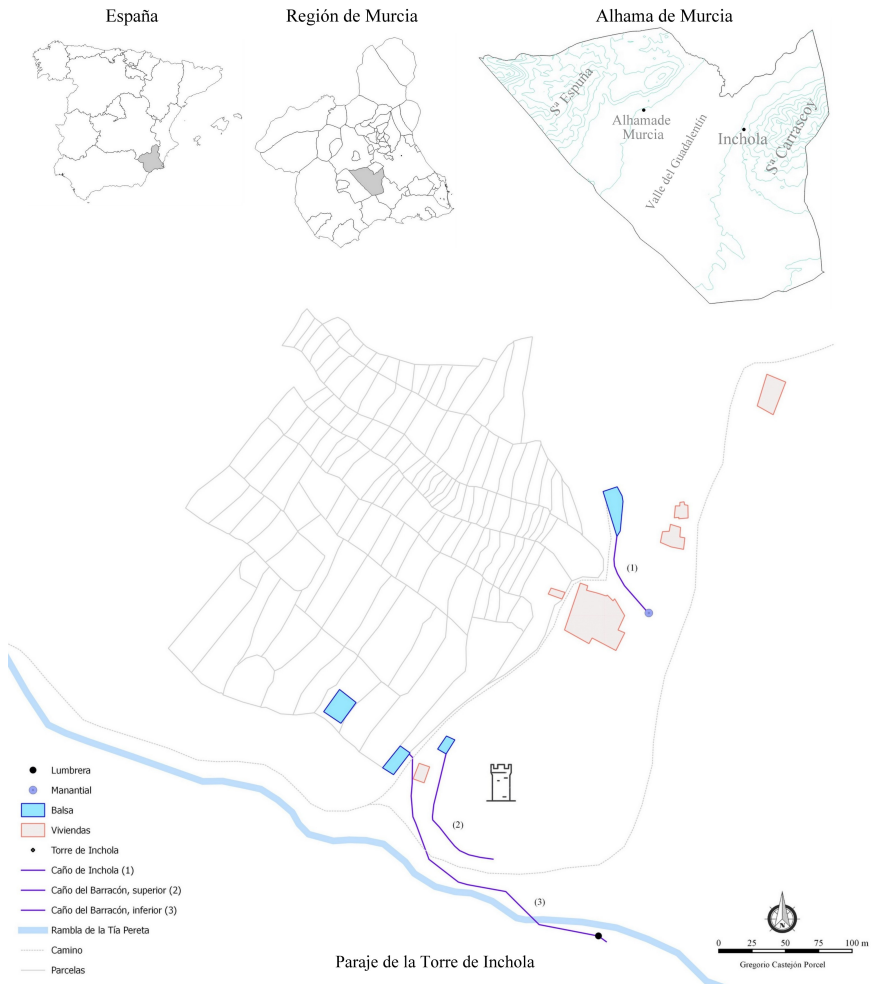 España
Región de Murcia
Alhama de Murcia
Sª Espuña
Alhamade
Murcia
Valle del Guadalentín
Inchola
Sª Carrascoy
(1)
(2)
(3)
Lumbrera
Manantial
Balsa
Viviendas
Torre de Inchola
Caño de Inchola (1)
Caño del Barracón, superior (2)
Caño del Barracón, inferior (3)
Rambla de la Tía Pereta
Camino
Parcelas
Paraje de la Torre de Inchola
N
0 25 50 75 100 m
Gregorio Castejón Porcel